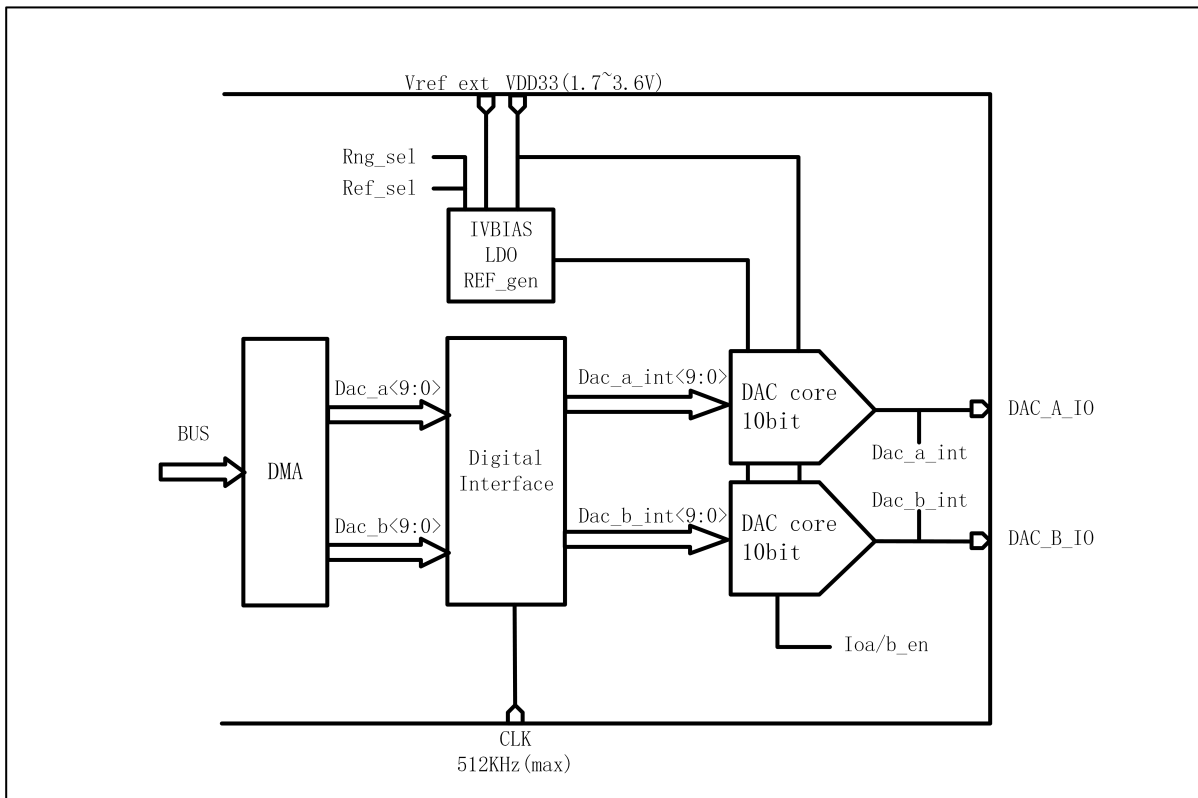 Vref ext VDD33(1.7~3.6V)
Rng_sel
Ref_sel
IVBIAS
LDO
REF_gen
BUS
DMA
Dac_a<9:0>
Dac_b<9:0>
Digital
Interface
Dac_a_int<9:0>
Dac_b_int<9:0>
DAC core
10bit
DAC_A_IO
Dac_a_int
DAC core
10bit
Dac_b_int
DAC_B_IO
Ioa/b_en
CLK
512KHz(max)